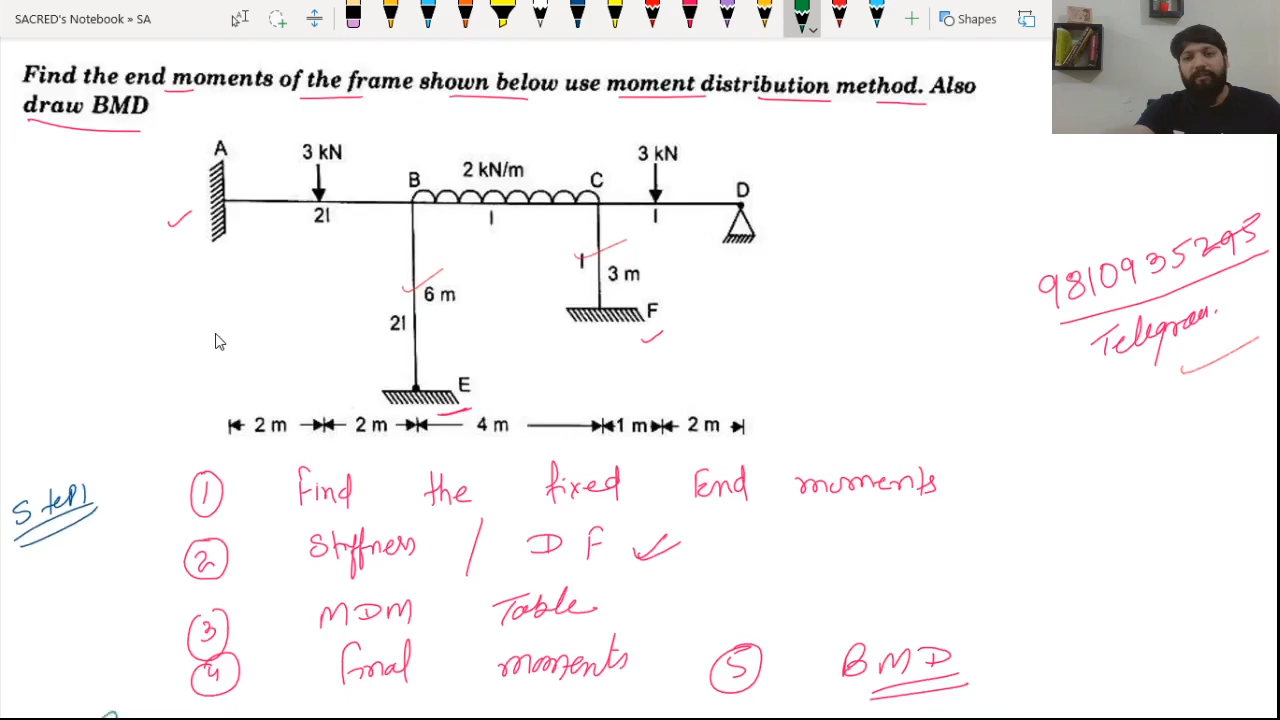 SACRED's Notebook » SA
Shapes
Find the end moments of the frame shown below use moment distribution method. Also
draw BMD
A
3 kN
B
2 kN/m
C
3 kN
D
2I
I
I
I
3 m
F
6 m
2I
E
2 m
2 m
4 m
1 m
2 m
9810935295
Telegram.
Step1
1 Find the fixed End moments
2 Stiffness / DF
3 MDM Table
4 Final moments 5 BMD